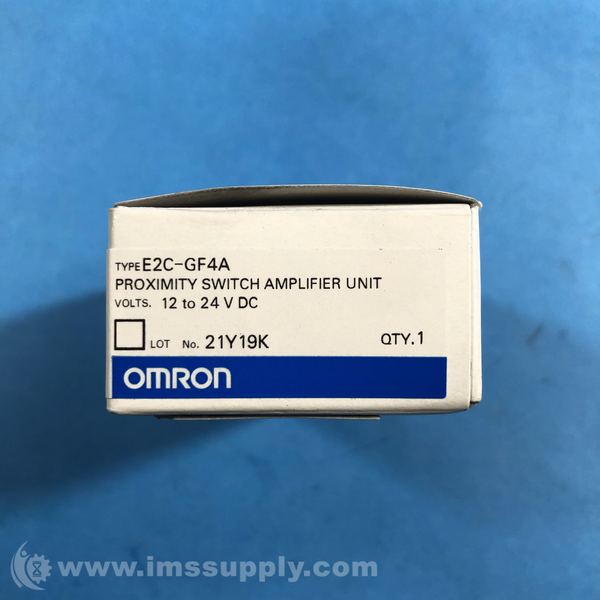 TYPE E2C-GF4A
PROXIMITY SWITCH AMPLIFIER UNIT
VOLTS. 12 to 24 V DC
LOT No. 21Y19K QTY.1
OMRON
www.imssupply.com